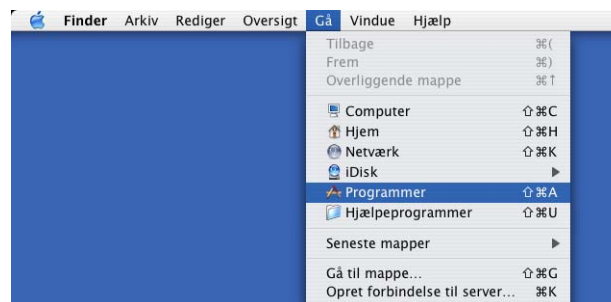 Finder Arkiv Rediger Oversigt Gå Vindue Hjælp
Tilbage ⌘(
Frem ⌘)
Overliggende mappe ⌘↑
Computer ⇧⌘C
Hjem ⇧⌘H
Netværk ⇧⌘K
iDisk ▶
Programmer ⇧⌘A
Hjælpeprogrammer ⇧⌘U
Seneste mapper ▶
Gå til mappe... ⇧⌘G
Opret forbindelse til server... ⌘K